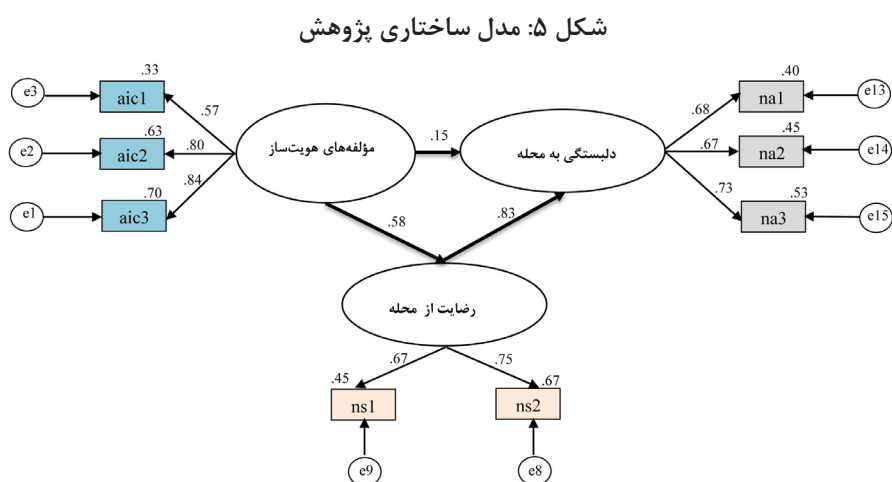 شکل ۵: مدل ساختاری پژوهش
e3
.33
aic1
.57
e2
.63
aic2
.80
e1
.70
aic3
.84
مؤلفه‌های هویت‌ساز
.15
دلبستگی به محله
.58
.83
رضایت از محله
.68
.40
na1
e13
.67
.45
na2
e14
.73
.53
na3
e15
.67
.75
.45
ns1
.67
ns2
e9
e8